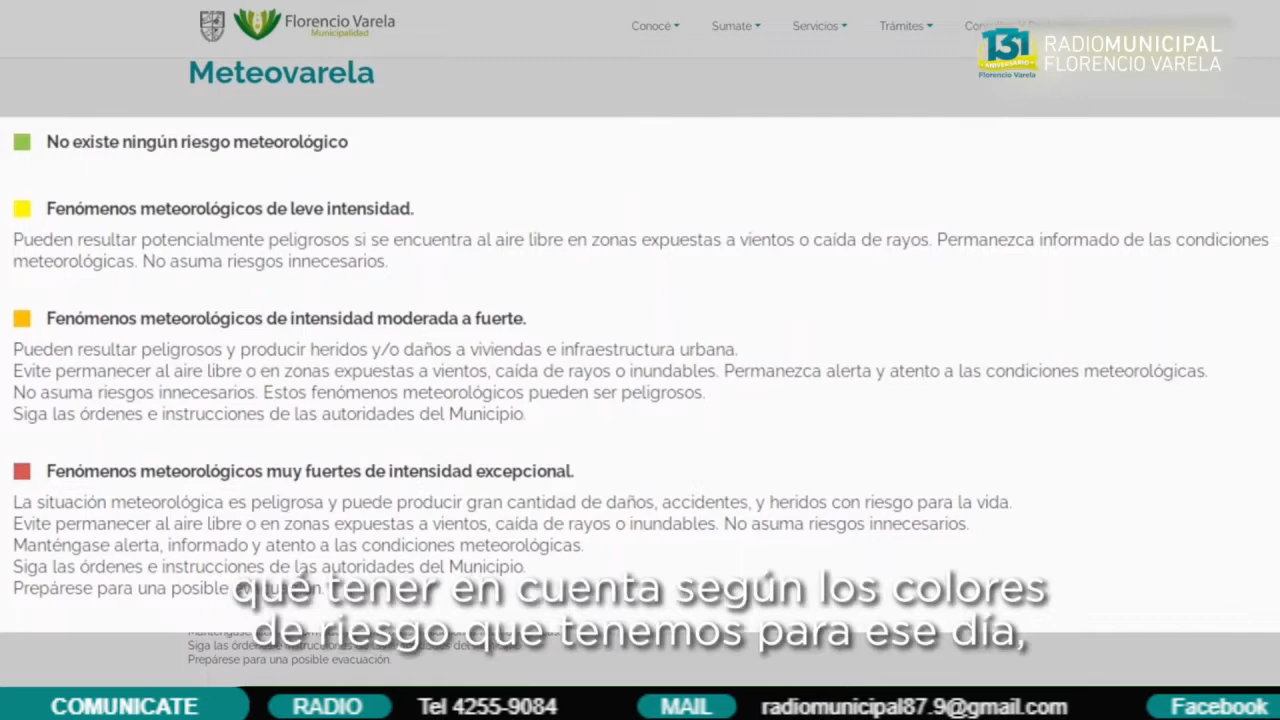 Florencio Varela
Municipalidad
Conocé
Sumate
Servicios
Trámites
131
ANIVERSARIO
Florencio Varela
RADIOMUNICIPAL
FLORENCIO VARELA
Meteovarela
No existe ningún riesgo meteorológico
Fenómenos meteorológicos de leve intensidad.
Pueden resultar potencialmente peligrosos si se encuentra al aire libre en zonas expuestas a vientos o caída de rayos. Permanezca informado de las condiciones
meteorológicas. No asuma riesgos innecesarios.
Fenómenos meteorológicos de intensidad moderada a fuerte.
Pueden resultar peligrosos y producir heridos y/o daños a viviendas e infraestructura urbana.
Evite permanecer al aire libre o en zonas expuestas a vientos, caída de rayos o inundables. Permanezca alerta y atento a las condiciones meteorológicas.
No asuma riesgos innecesarios. Estos fenómenos meteorológicos pueden ser peligrosos.
Siga las órdenes e instrucciones de las autoridades del Municipio.
Fenómenos meteorológicos muy fuertes de intensidad excepcional.
La situación meteorológica es peligrosa y puede producir gran cantidad de daños, accidentes, y heridos con riesgo para la vida.
Evite permanecer al aire libre o en zonas expuestas a vientos, caída de rayos o inundables. No asuma riesgos innecesarios.
Manténgase alerta, informado y atento a las condiciones meteorológicas.
Siga las órdenes e instrucciones de las autoridades del Municipio.
Prepárese para una posible
qué tener en cuenta según los colores
de riesgo que tenemos para ese día,
Siga las
Prepárese para una posible evacuación.
COMUNICATE RADIO Tel 4255-9084 MAIL radiomunicipal87.9@gmail.com Facebook